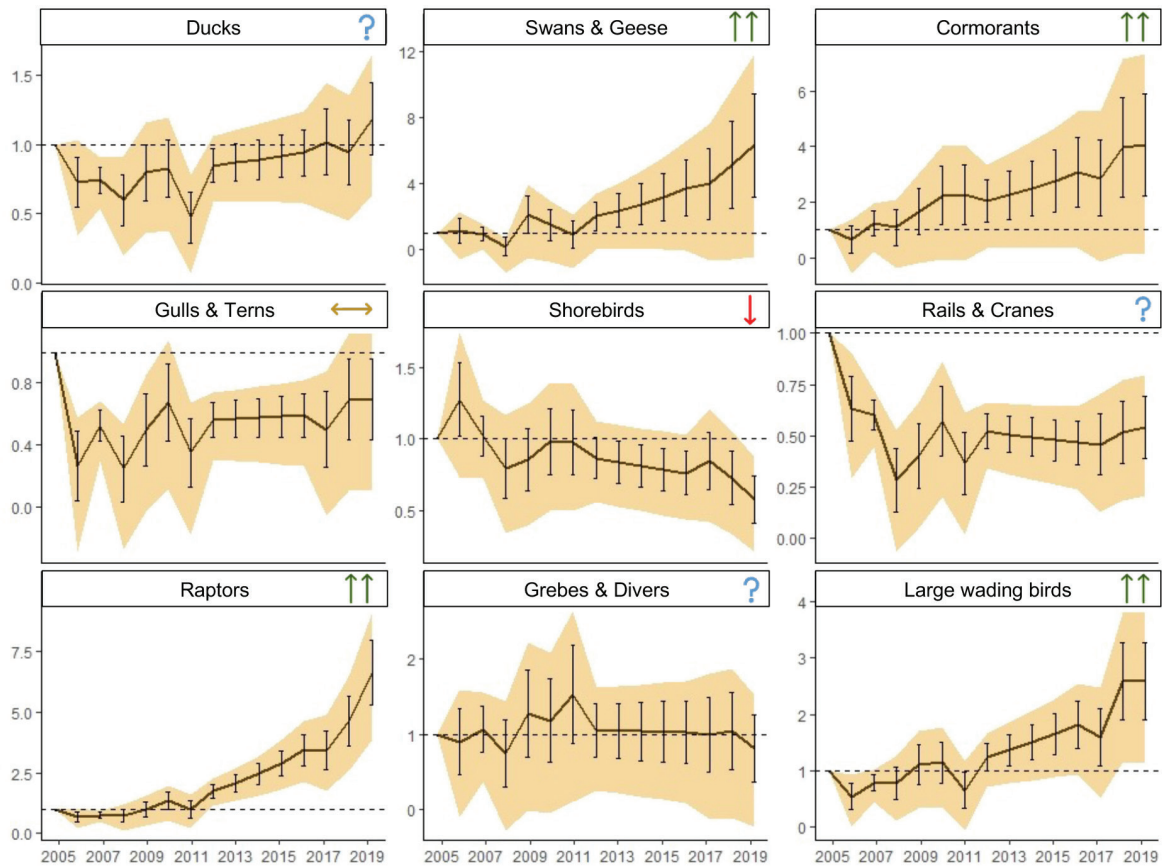 Ducks ?
Swans & Geese ↑↑
Cormorants ↑↑
1.5
1.0
0.5
0.0
12
8
4
0
6
4
2
0
Gulls & Terns ↔
Shorebirds ↓
Rails & Cranes ?
0.8
0.4
0.0
1.5
1.0
0.5
1.00
0.75
0.50
0.25
0.00
Raptors ↑↑
Grebes & Divers ?
Large wading birds ↑↑
7.5
5.0
2.5
0.0
2
1
0
4
3
2
1
0
2005 2007 2009 2011 2013 2015 2017 2019
2005 2007 2009 2011 2013 2015 2017 2019
2005 2007 2009 2011 2013 2015 2017 2019